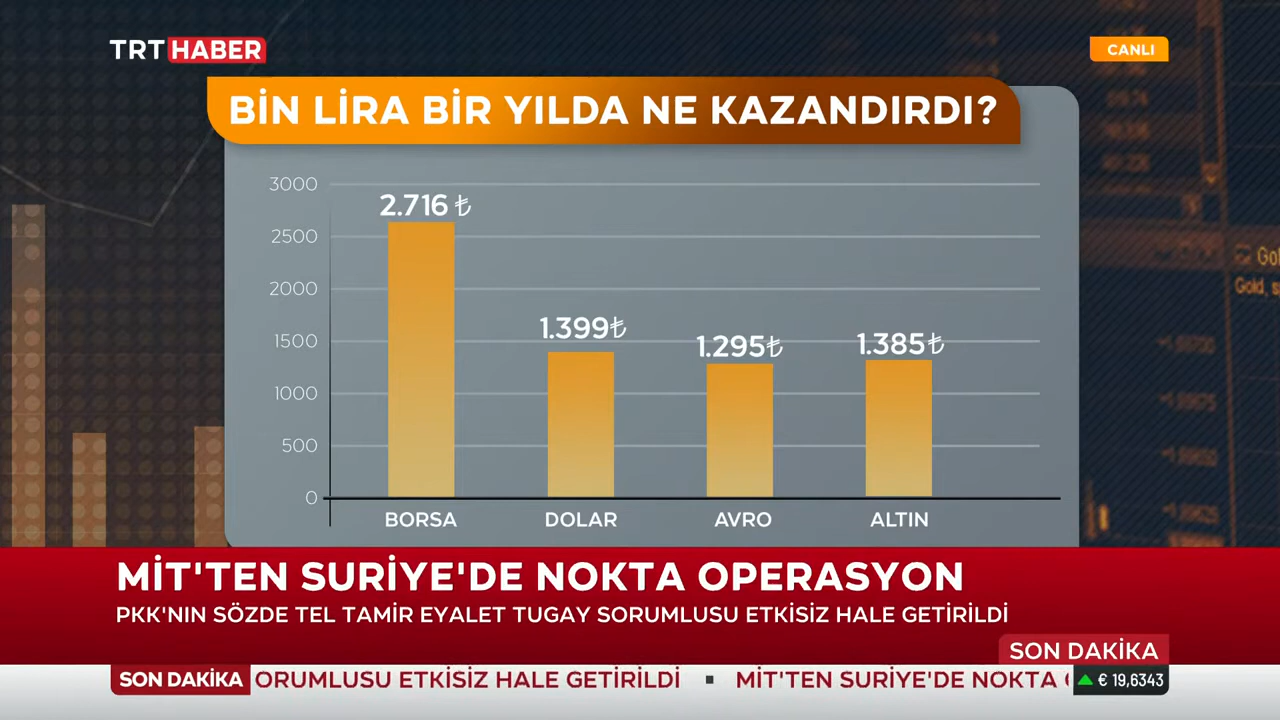 TRT HABER
CANLI
BİN LİRA BİR YILDA NE KAZANDIRDI?
3000
2500
2000
1500
1000
500
0
2.716 ₺
1.399₺
1.295₺
1.385₺
BORSA
DOLAR
AVRO
ALTIN
Gol
Gold, s
MİT'TEN SURİYE'DE NOKTA OPERASYON
PKK'NIN SÖZDE TEL TAMİR EYALET TUGAY SORUMLUSU ETKİSİZ HALE GETİRİLDİ
SON DAKİKA
SON DAKİKA ORUMLUSU ETKİSİZ HALE GETİRİLDİ ▪ MİT'TEN SURİYE'DE NOKTA
€ 19,6343